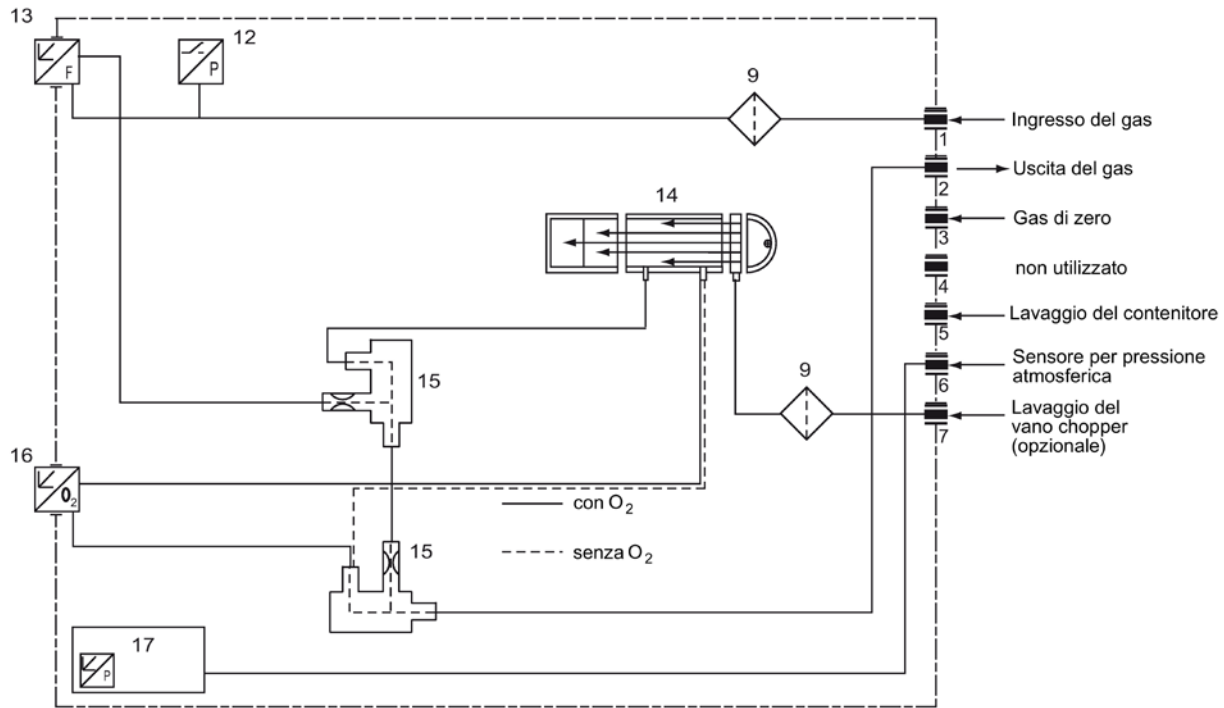 13
12
F
P
9
1
Ingresso del gas
2
Uscita del gas
14
3
Gas di zero
4
non utilizzato
5
Lavaggio del contenitore
15
9
6
Sensore per pressione
atmosferica
7
Lavaggio del
vano chopper
(opzionale)
16
O2
con O2
senza O2
15
17
P